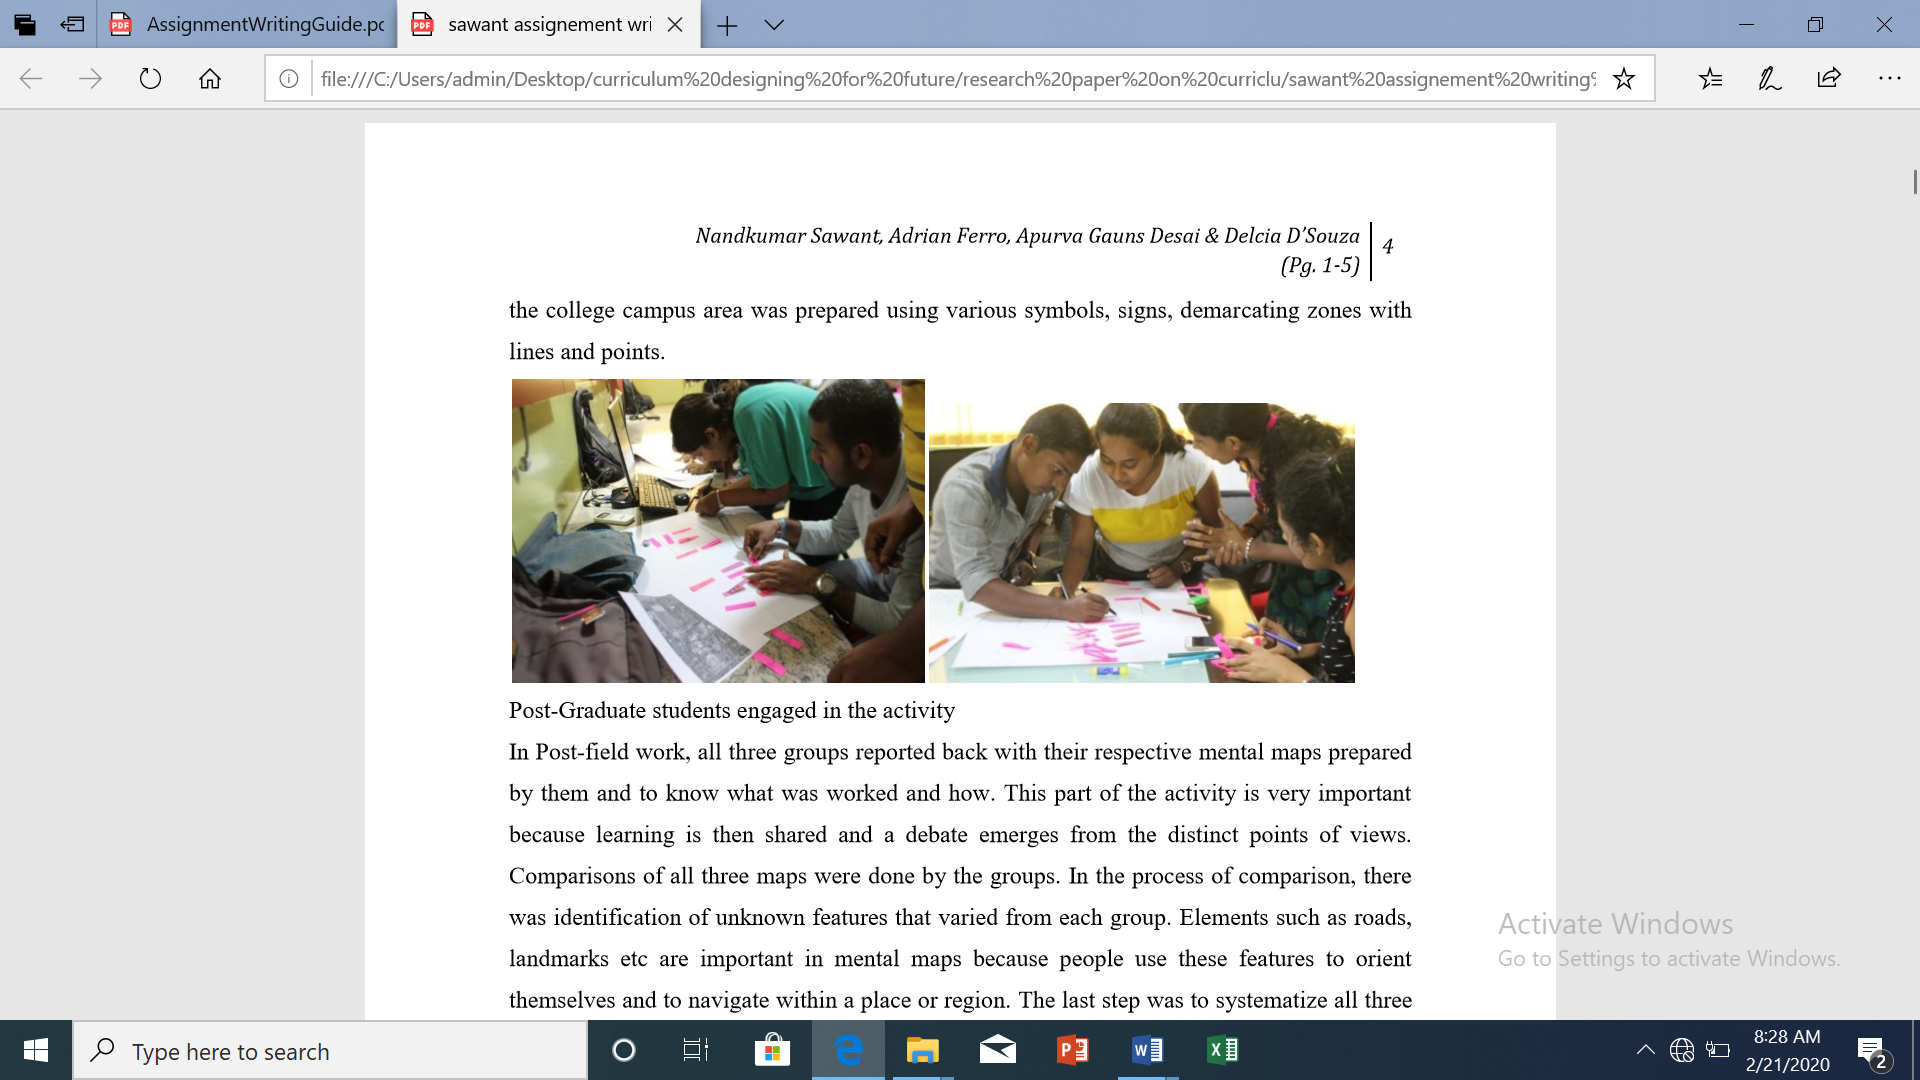 AssignmentWritingGuide.pc
sawant assignement wri
file:///C:/Users/admin/Desktop/curriculum%20designing%20for%20future/research%20paper%20on%20curriclu/sawant%20assignement%20writing%
Nandkumar Sawant, Adrian Ferro, Apurva Gauns Desai & Delcia D’Souza
(Pg. 1-5)
4
the college campus area was prepared using various symbols, signs, demarcating zones with
lines and points.
Post-Graduate students engaged in the activity
In Post-field work, all three groups reported back with their respective mental maps prepared
by them and to know what was worked and how. This part of the activity is very important
because learning is then shared and a debate emerges from the distinct points of views.
Comparisons of all three maps were done by the groups. In the process of comparison, there
was identification of unknown features that varied from each group. Elements such as roads,
landmarks etc are important in mental maps because people use these features to orient
themselves and to navigate within a place or region. The last step was to systematize all three
Activate Windows
Go to Settings to activate Windows.
Type here to search
8:28 AM
2/21/2020
2